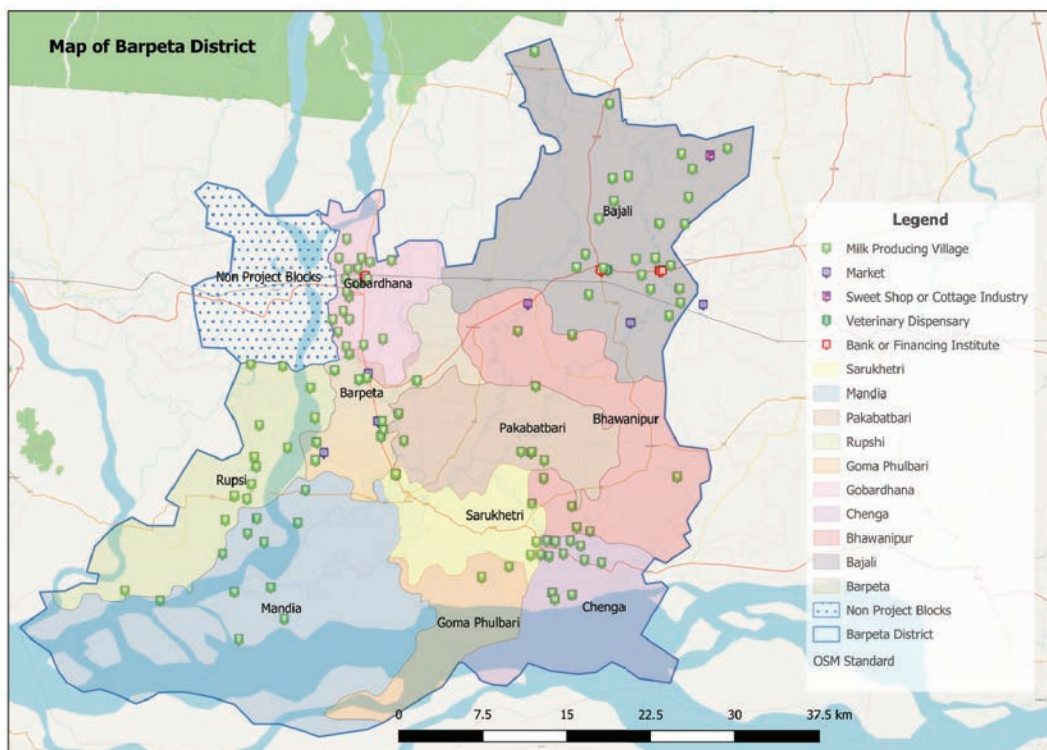 Map of Barpeta District
Bajali
Non Project Blocks
Gobardhana
Barpeta
Bhawanipur
Pakabatbari
Rupsi
Sarukhetri
Mandia
Chenga
Goma Phulbari
Legend
Milk Producing Village
Market
Sweet Shop or Cottage Industry
Veterinary Dispensary
Bank or Financing Institute
Sarukhetri
Mandia
Pakabatbari
Rupshi
Goma Phulbari
Gobardhana
Chenga
Bhawanipur
Bajali
Barpeta
Non Project Blocks
Barpeta District
OSM Standard
0 7.5 15 22.5 30 37.5 km